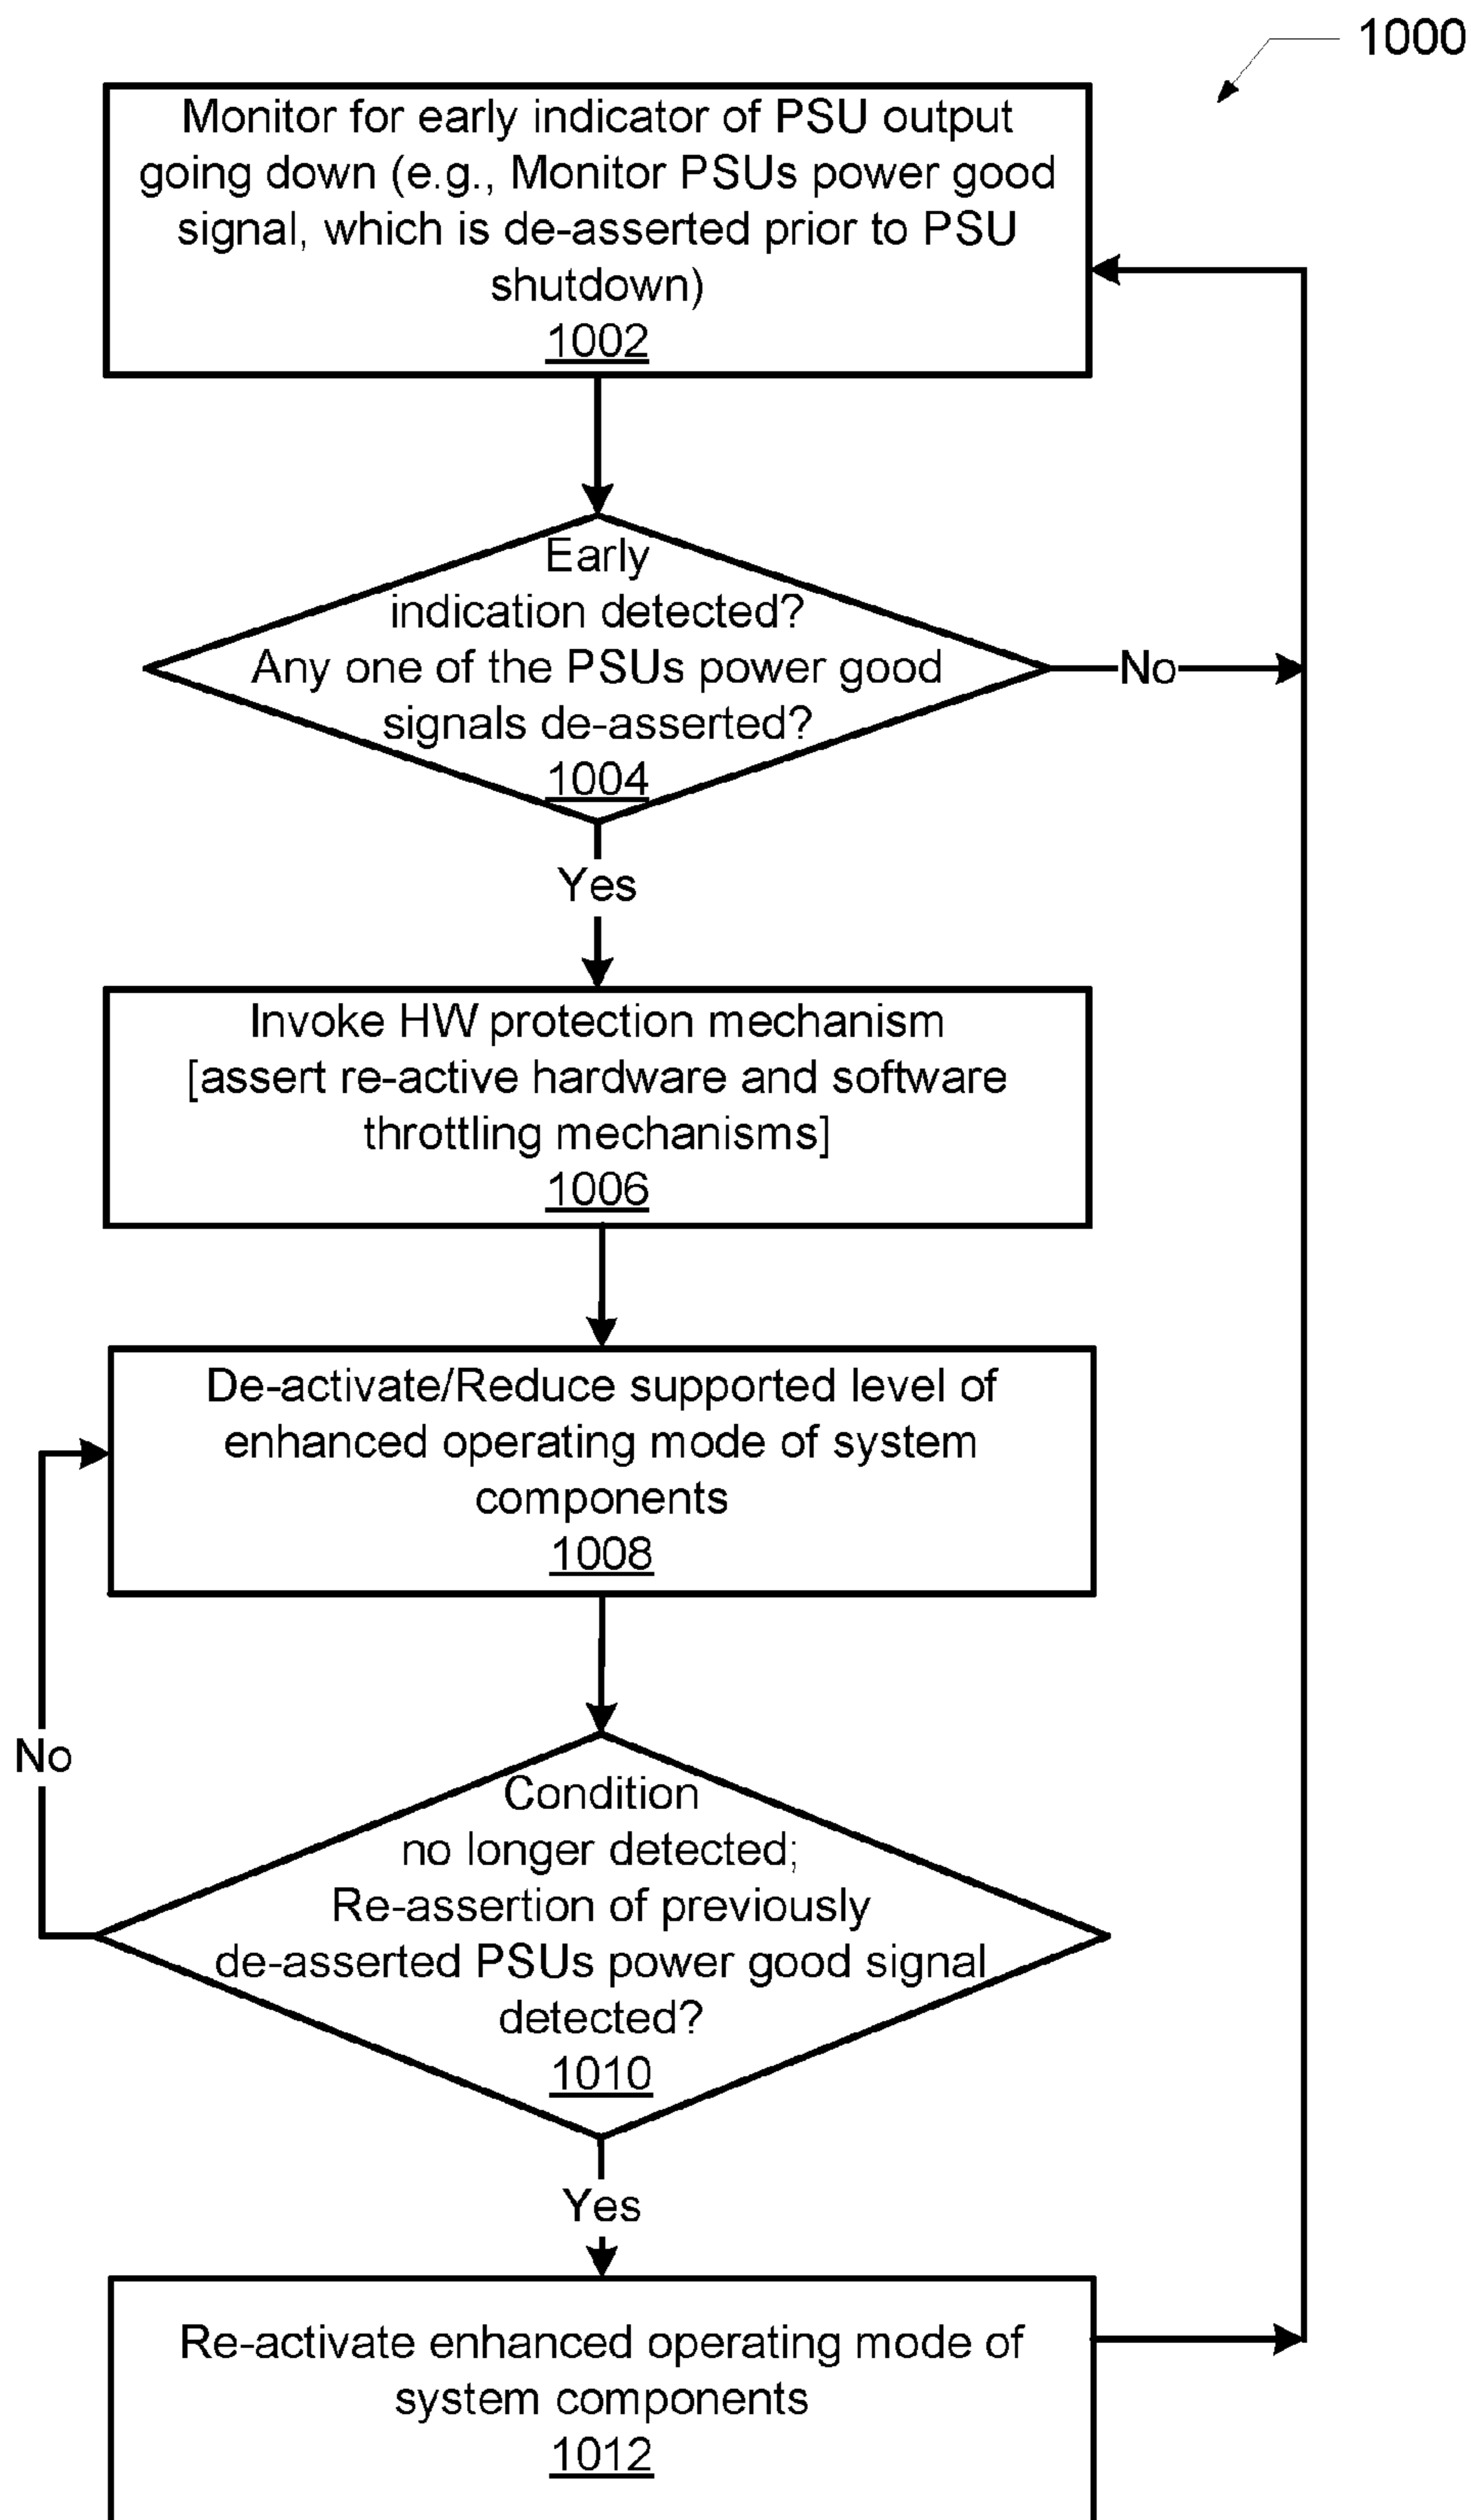 1000
Monitor for early indicator of PSU output
going down (e.g., Monitor PSUs power good
signal, which is de-asserted prior to PSU
shutdown)
1002
Early
indication detected?
Any one of the PSUs power good
signals de-asserted?
1004
No
Yes
Invoke HW protection mechanism
[assert re-active hardware and software
throttling mechanisms]
1006
De-activate/Reduce supported level of
enhanced operating mode of system
components
1008
No
Condition
no longer detected;
Re-assertion of previously
de-asserted PSUs power good signal
detected?
1010
Yes
Re-activate enhanced operating mode of
system components
1012